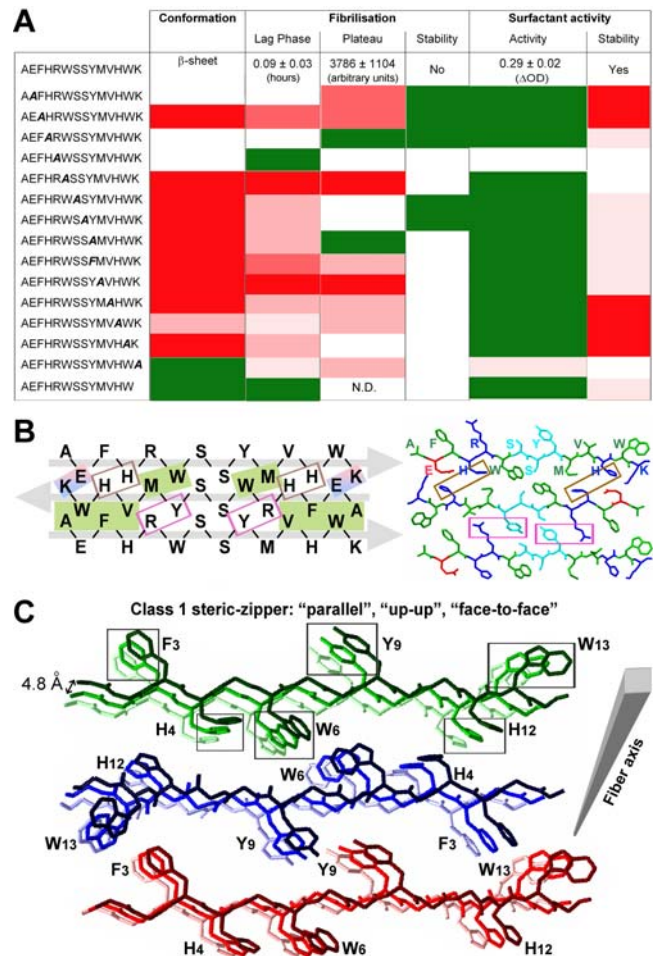 A
Conformation Fibrilisation Surfactant activity
Lag Phase Plateau Stability Activity Stability
AEFHRWSSYMVHWK β-sheet 0.09 ± 0.03 3786 ± 1104 No 0.29 ± 0.02 Yes
(hours) (arbitrary units) (ΔOD)
AAFHRWSSYMVHWK
AEAHRWSSYMVHWK
AEFARWSSYMVHWK
AEFHAWSSYMVHWK
AEFHRASSYMVHWK
AEFHRWASYMVHWK
AEFHRWSAYMVHWK
AEFHRWSSAMVHWK
AEFHRWSSFMVHWK
AEFHRWSSYAVHWK
AEFHRWSSYMAHWK
AEFHRWSSYMVAWK
AEFHRWSSYMVHAK
AEFHRWSSYMVHWA
AEFHRWSSYMVHW N.D.
B
A F R S Y V W
K E H H M W S S W M H H E K
A W F V R Y S S Y R V F W A
E H W S M H K
A F R S Y V W
E H W S M H K
C
Class 1 steric-zipper: “parallel”, “up-up”, “face-to-face”
F3 Y9 W13
4.8 Å
H4 W6 H12
Fiber axis
H12 W6 H4
W13 Y9 F3
F3 Y9 W13
H4 W6 H12